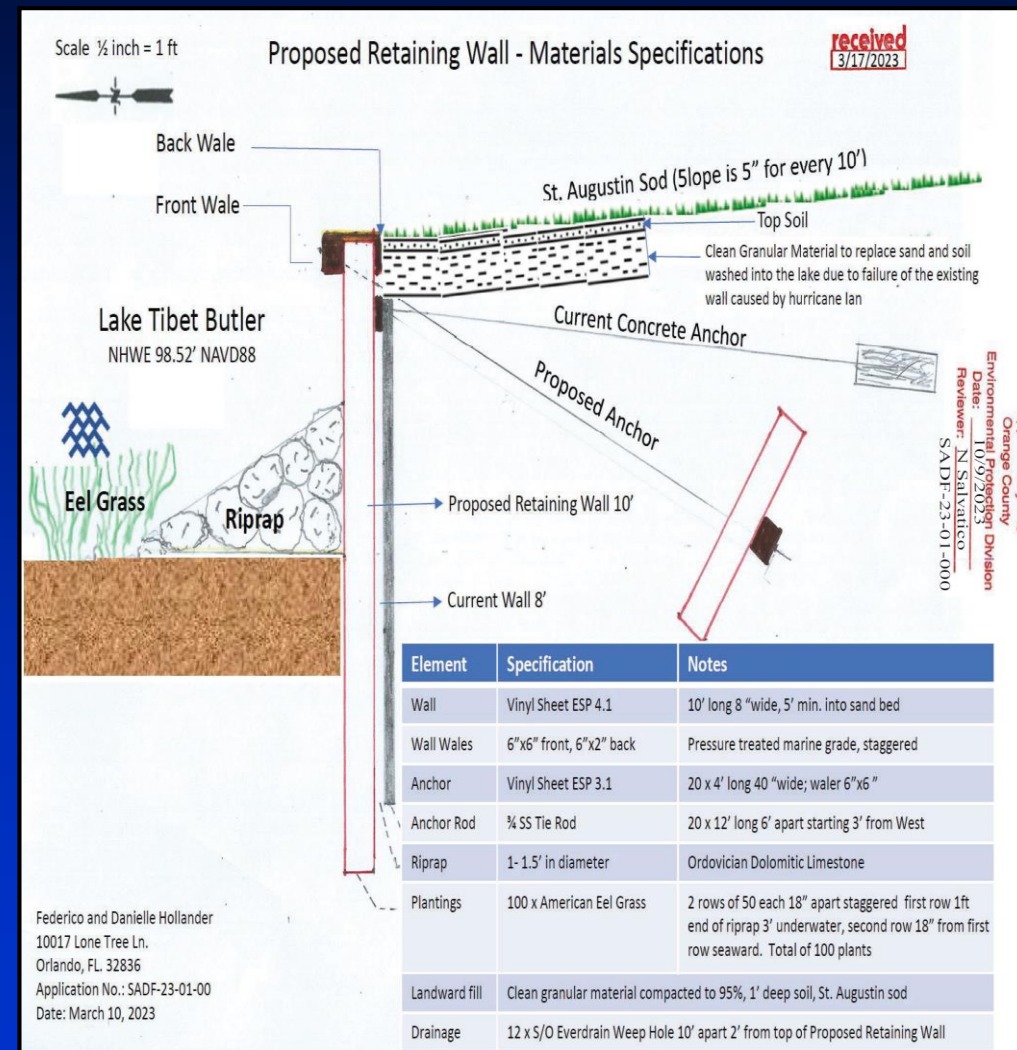 Scale ½ inch = 1 ft
Proposed Retaining Wall - Materials Specifications
received
3/17/2023
N
Back Wale
Front Wale
St. Augustin Sod (Slope is 5” for every 10’)
Top Soil
Clean Granular Material to replace sand and soil
washed into the lake due to failure of the existing
wall caused by hurricane Ian
Lake Tibet Butler
NHWE 98.52’ NAVD88
Current Concrete Anchor
Proposed Anchor
Orange County
Environmental Protection Division
Date: 10/9/2023
Reviewer: N Salvatico
SADF-23-01-000
Eel Grass
Riprap
Proposed Retaining Wall 10’
Current Wall 8’
Element Specification Notes
Wall Vinyl Sheet ESP 4.1 10’ long 8 “wide, 5’ min. into sand bed
Wall Wales 6”x6” front, 6”x2” back Pressure treated marine grade, staggered
Anchor Vinyl Sheet ESP 3.1 20 x 4’ long 40 “wide; waler 6”x6 ”
Anchor Rod ¾ SS Tie Rod 20 x 12’ long 6’ apart starting 3’ from West
Riprap 1- 1.5’ in diameter Ordovician Dolomitic Limestone
Plantings 100 x American Eel Grass 2 rows of 50 each 18” apart staggered first row 1ft
end of riprap 3’ underwater, second row 18” from first
row seaward. Total of 100 plants
Landward fill Clean granular material compacted to 95%, 1’ deep soil, St. Augustin sod
Drainage 12 x S/O Everdrain Weep Hole 10’ apart 2’ from top of Proposed Retaining Wall
Federico and Danielle Hollander
10017 Lone Tree Ln.
Orlando, FL. 32836
Application No.: SADF-23-01-00
Date: March 10, 2023